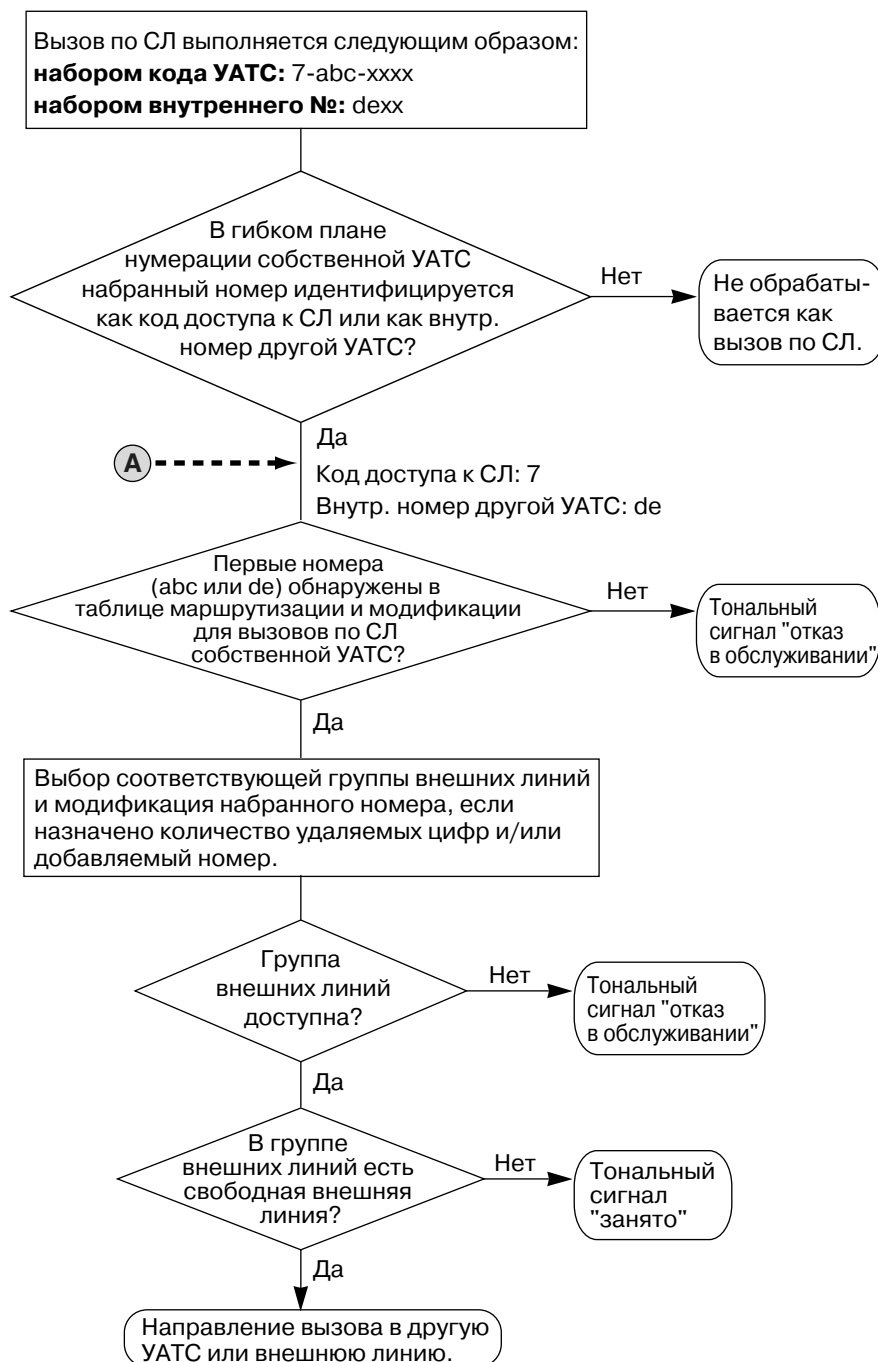 Вызов по СЛ выполняется следующим образом:
набором кода УАТС: 7-abc-xxxx
набором внутреннего №: dexx
В гибком плане
нумерации собственной УАТС
набранный номер идентифицируется
как код доступа к СЛ или как внутр.
номер другой УАТС?
Нет
Не обрабаты-
вается как
вызов по СЛ.
Да
A
Код доступа к СЛ: 7
Внутр. номер другой УАТС: de
Первые номера
(abc или de) обнаружены в
таблице маршрутизации и модификации
для вызовов по СЛ
собственной УАТС?
Нет
Тональный
сигнал "отказ
в обслуживании"
Да
Выбор соответствующей группы внешних линий
и модификация набранного номера, если
назначено количество удаляемых цифр и/или
добавляемый номер.
Группа
внешних линий
доступна?
Нет
Тональный
сигнал "отказ
в обслуживании"
Да
В группе
внешних линий есть
свободная внешняя
линия?
Нет
Тональный
сигнал
"занято"
Да
Направление вызова в другую
УАТС или внешнюю линию.